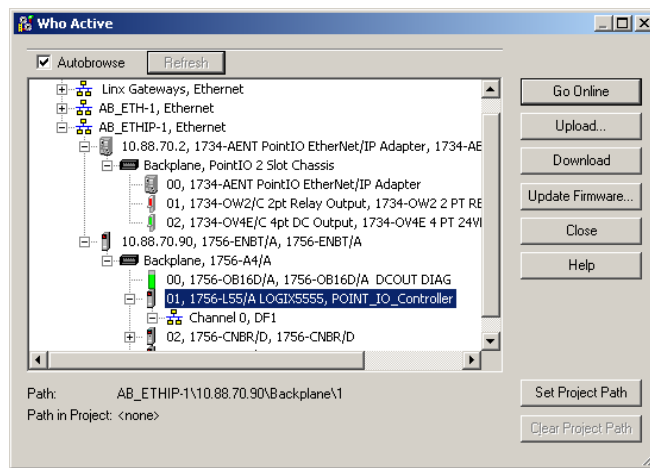 Who Active
Autobrowse
Refresh
Linx Gateways, Ethernet
AB_ETH-1, Ethernet
AB_ETHIP-1, Ethernet
10.88.70.2, 1734-AENT PointIO EtherNet/IP Adapter, 1734-AE
Backplane, PointIO 2 Slot Chassis
00, 1734-AENT PointIO EtherNet/IP Adapter
01, 1734-OW2/C 2pt Relay Output, 1734-OW2 2 PT RE
02, 1734-OV4E/C 4pt DC Output, 1734-OV4E 4 PT 24V
10.88.70.90, 1756-ENBT/A, 1756-ENBT/A
Backplane, 1756-A4/A
00, 1756-OB16D/A, 1756-OB16D/A DCOUT DIAG
01, 1756-L55/A LOGIX5555, POINT_IO_Controller
Channel 0, DF1
02, 1756-CNBR/D, 1756-CNBR/D
Go Online
Upload...
Download
Update Firmware...
Close
Help
Path: AB_ETHIP-1\10.88.70.90\Backplane\1
Path in Project: <none>
Set Project Path
Clear Project Path